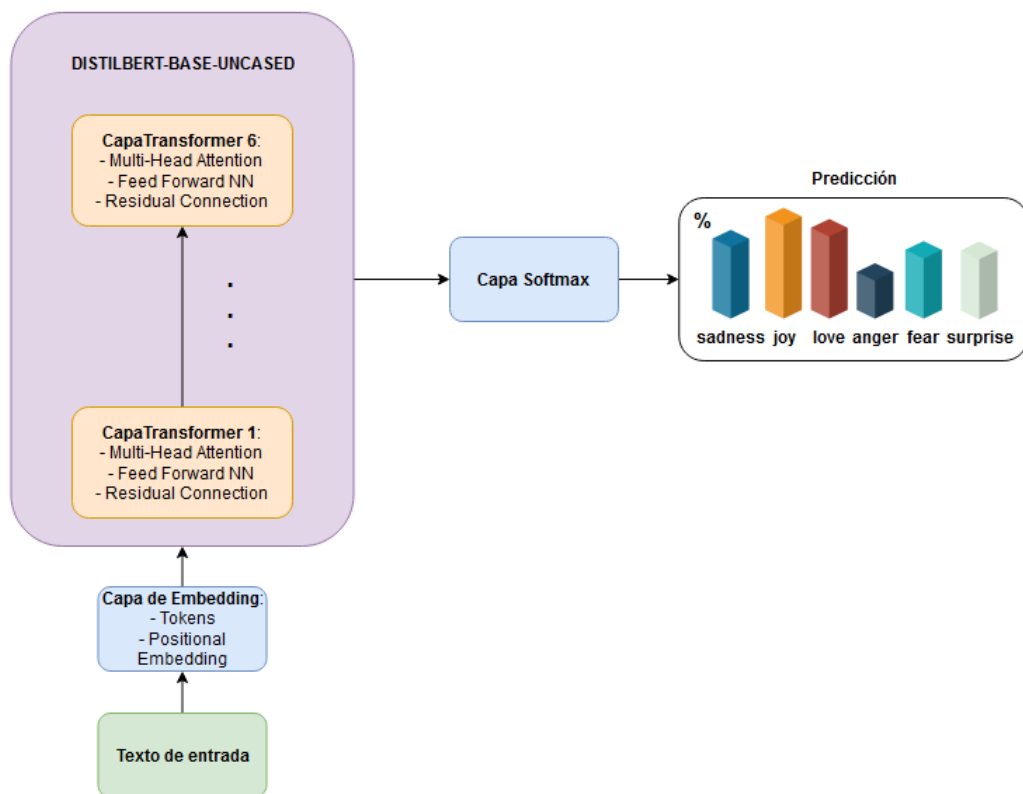 DISTILBERT-BASE-UNCASED
CapaTransformer 6:
- Multi-Head Attention
- Feed Forward NN
- Residual Connection
.
.
.
CapaTransformer 1:
- Multi-Head Attention
- Feed Forward NN
- Residual Connection
Capa de Embedding:
- Tokens
- Positional
Embedding
Texto de entrada
Capa Softmax
Predicción
%
sadness joy love anger fear surprise